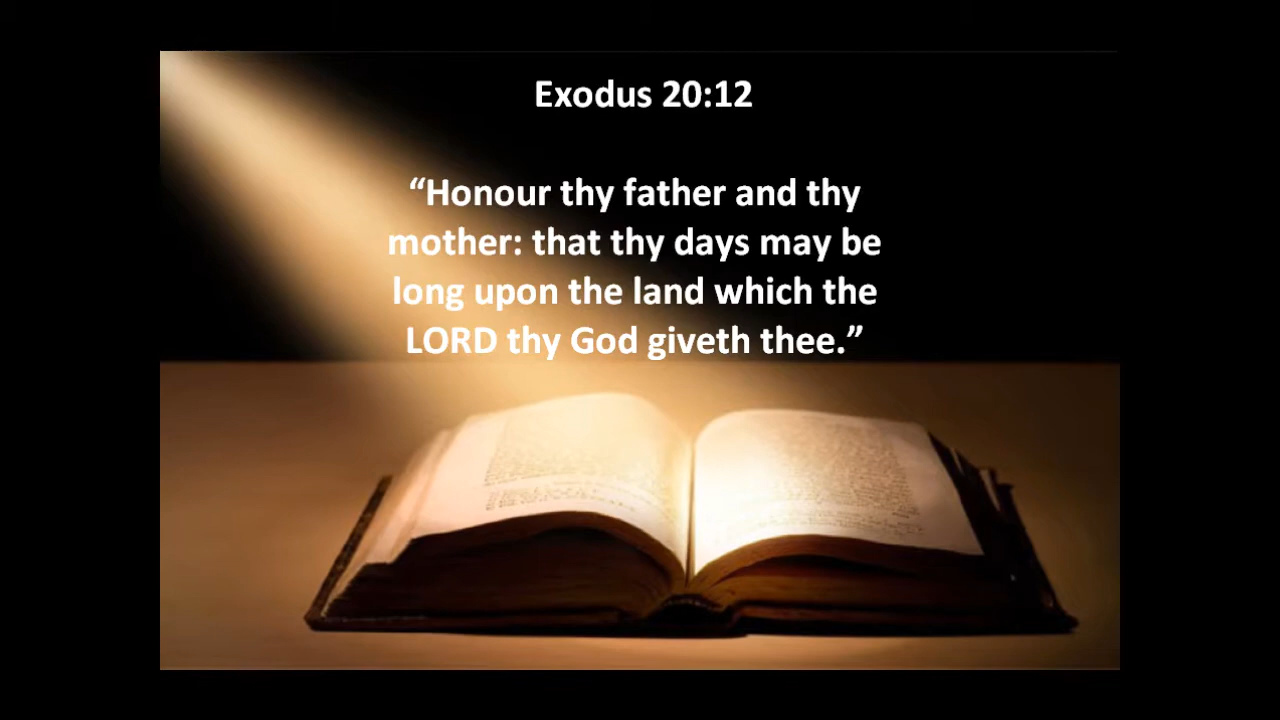 Exodus 20:12
“Honour thy father and thy
mother: that thy days may be
long upon the land which the
LORD thy God giveth thee.”